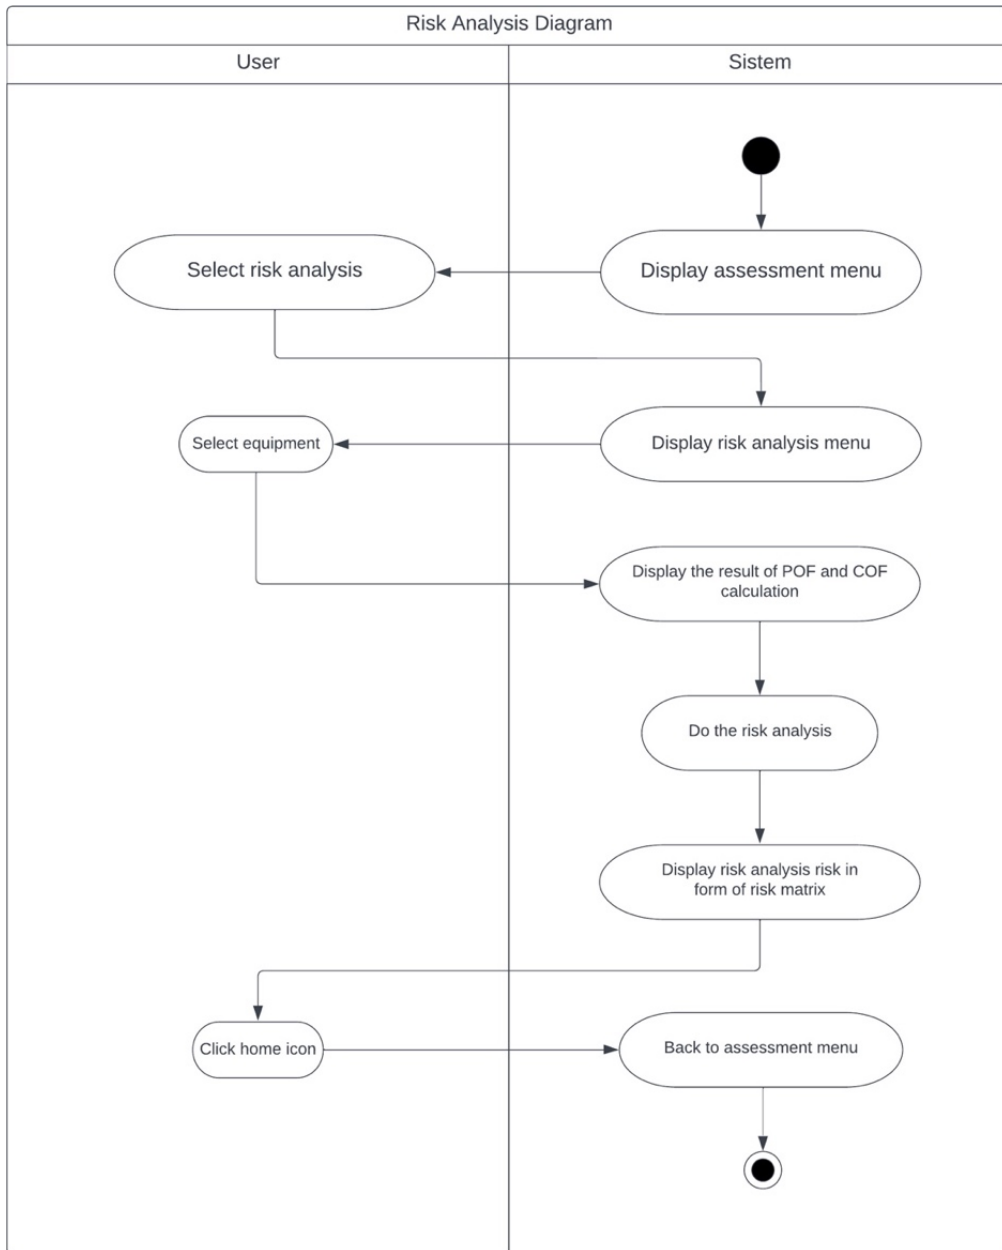 Risk Analysis Diagram
User
Sistem
Select risk analysis
Display assessment menu
Select equipment
Display risk analysis menu
Display the result of POF and COF
calculation
Do the risk analysis
Display risk analysis risk in
form of risk matrix
Click home icon
Back to assessment menu